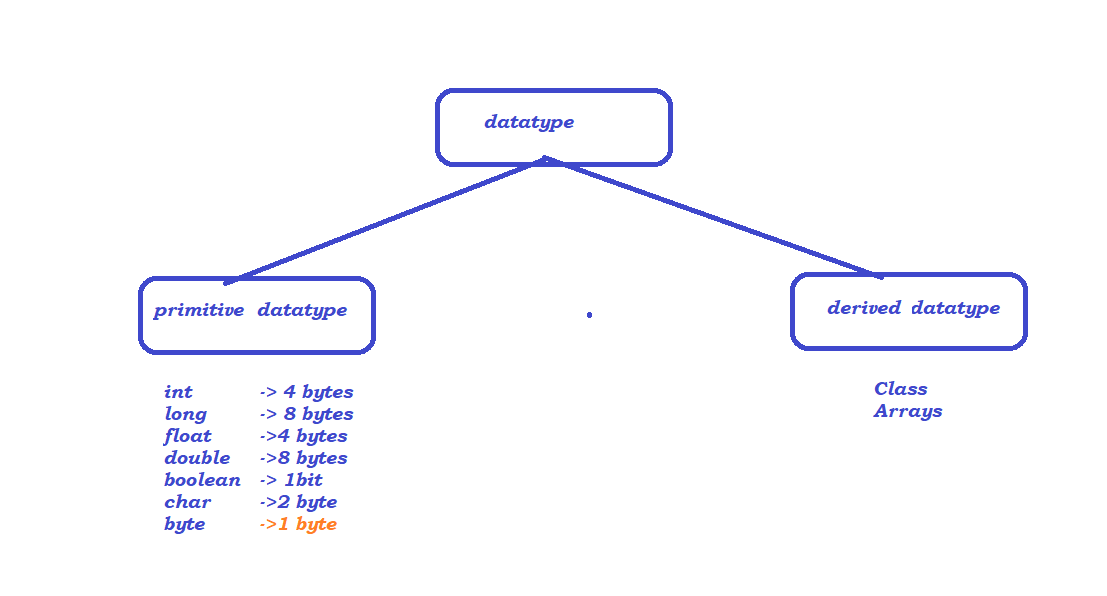 datatype
primitive datatype
derived datatype
int -> 4 bytes
long -> 8 bytes
float ->4 bytes
double ->8 bytes
boolean -> 1bit
char ->2 byte
byte ->1 byte
Class
Arrays